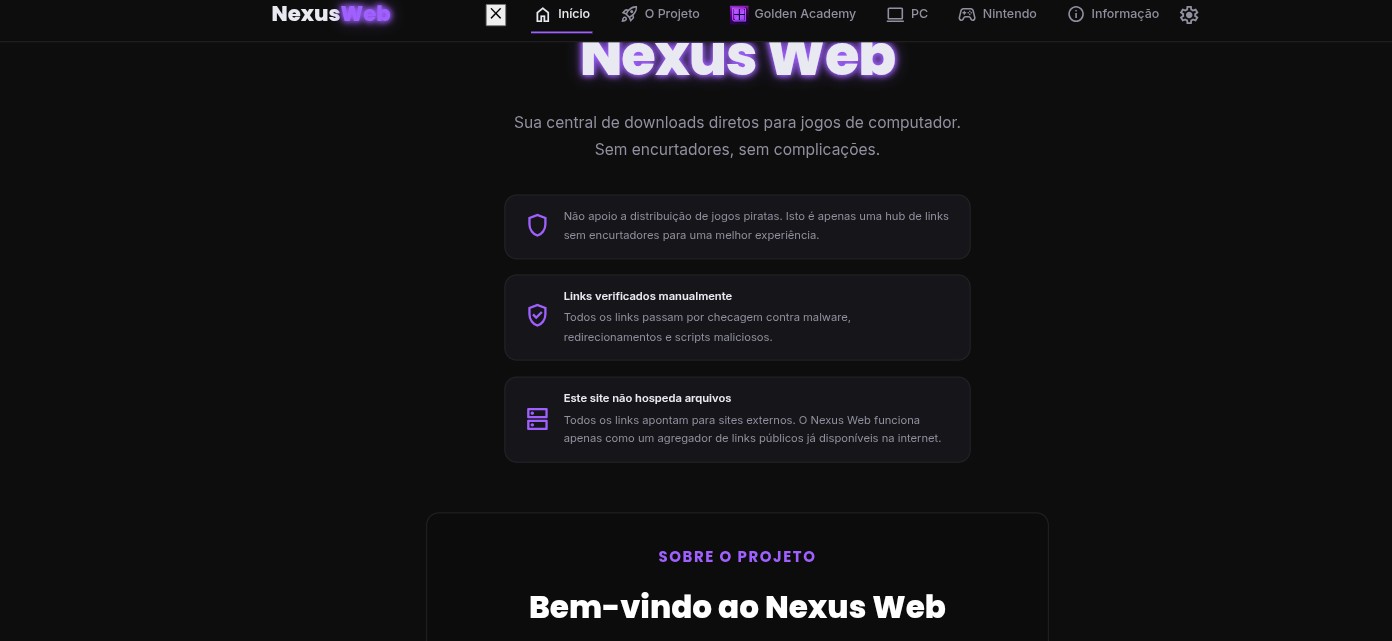 NexusWeb
Início
O Projeto
Golden Academy
PC
Nintendo
Informação
Nexus Web
Sua central de downloads diretos para jogos de computador.
Sem encurtadores, sem complicações.
Não apoio a distribuição de jogos piratas. Isto é apenas uma hub de links
sem encurtadores para uma melhor experiência.
Links verificados manualmente
Todos os links passam por checagem contra malware,
redirecionamentos e scripts maliciosos.
Este site não hospeda arquivos
Todos os links apontam para sites externos. O Nexus Web funciona
apenas como um agregador de links públicos já disponíveis na internet.
SOBRE O PROJETO
Bem-vindo ao Nexus Web